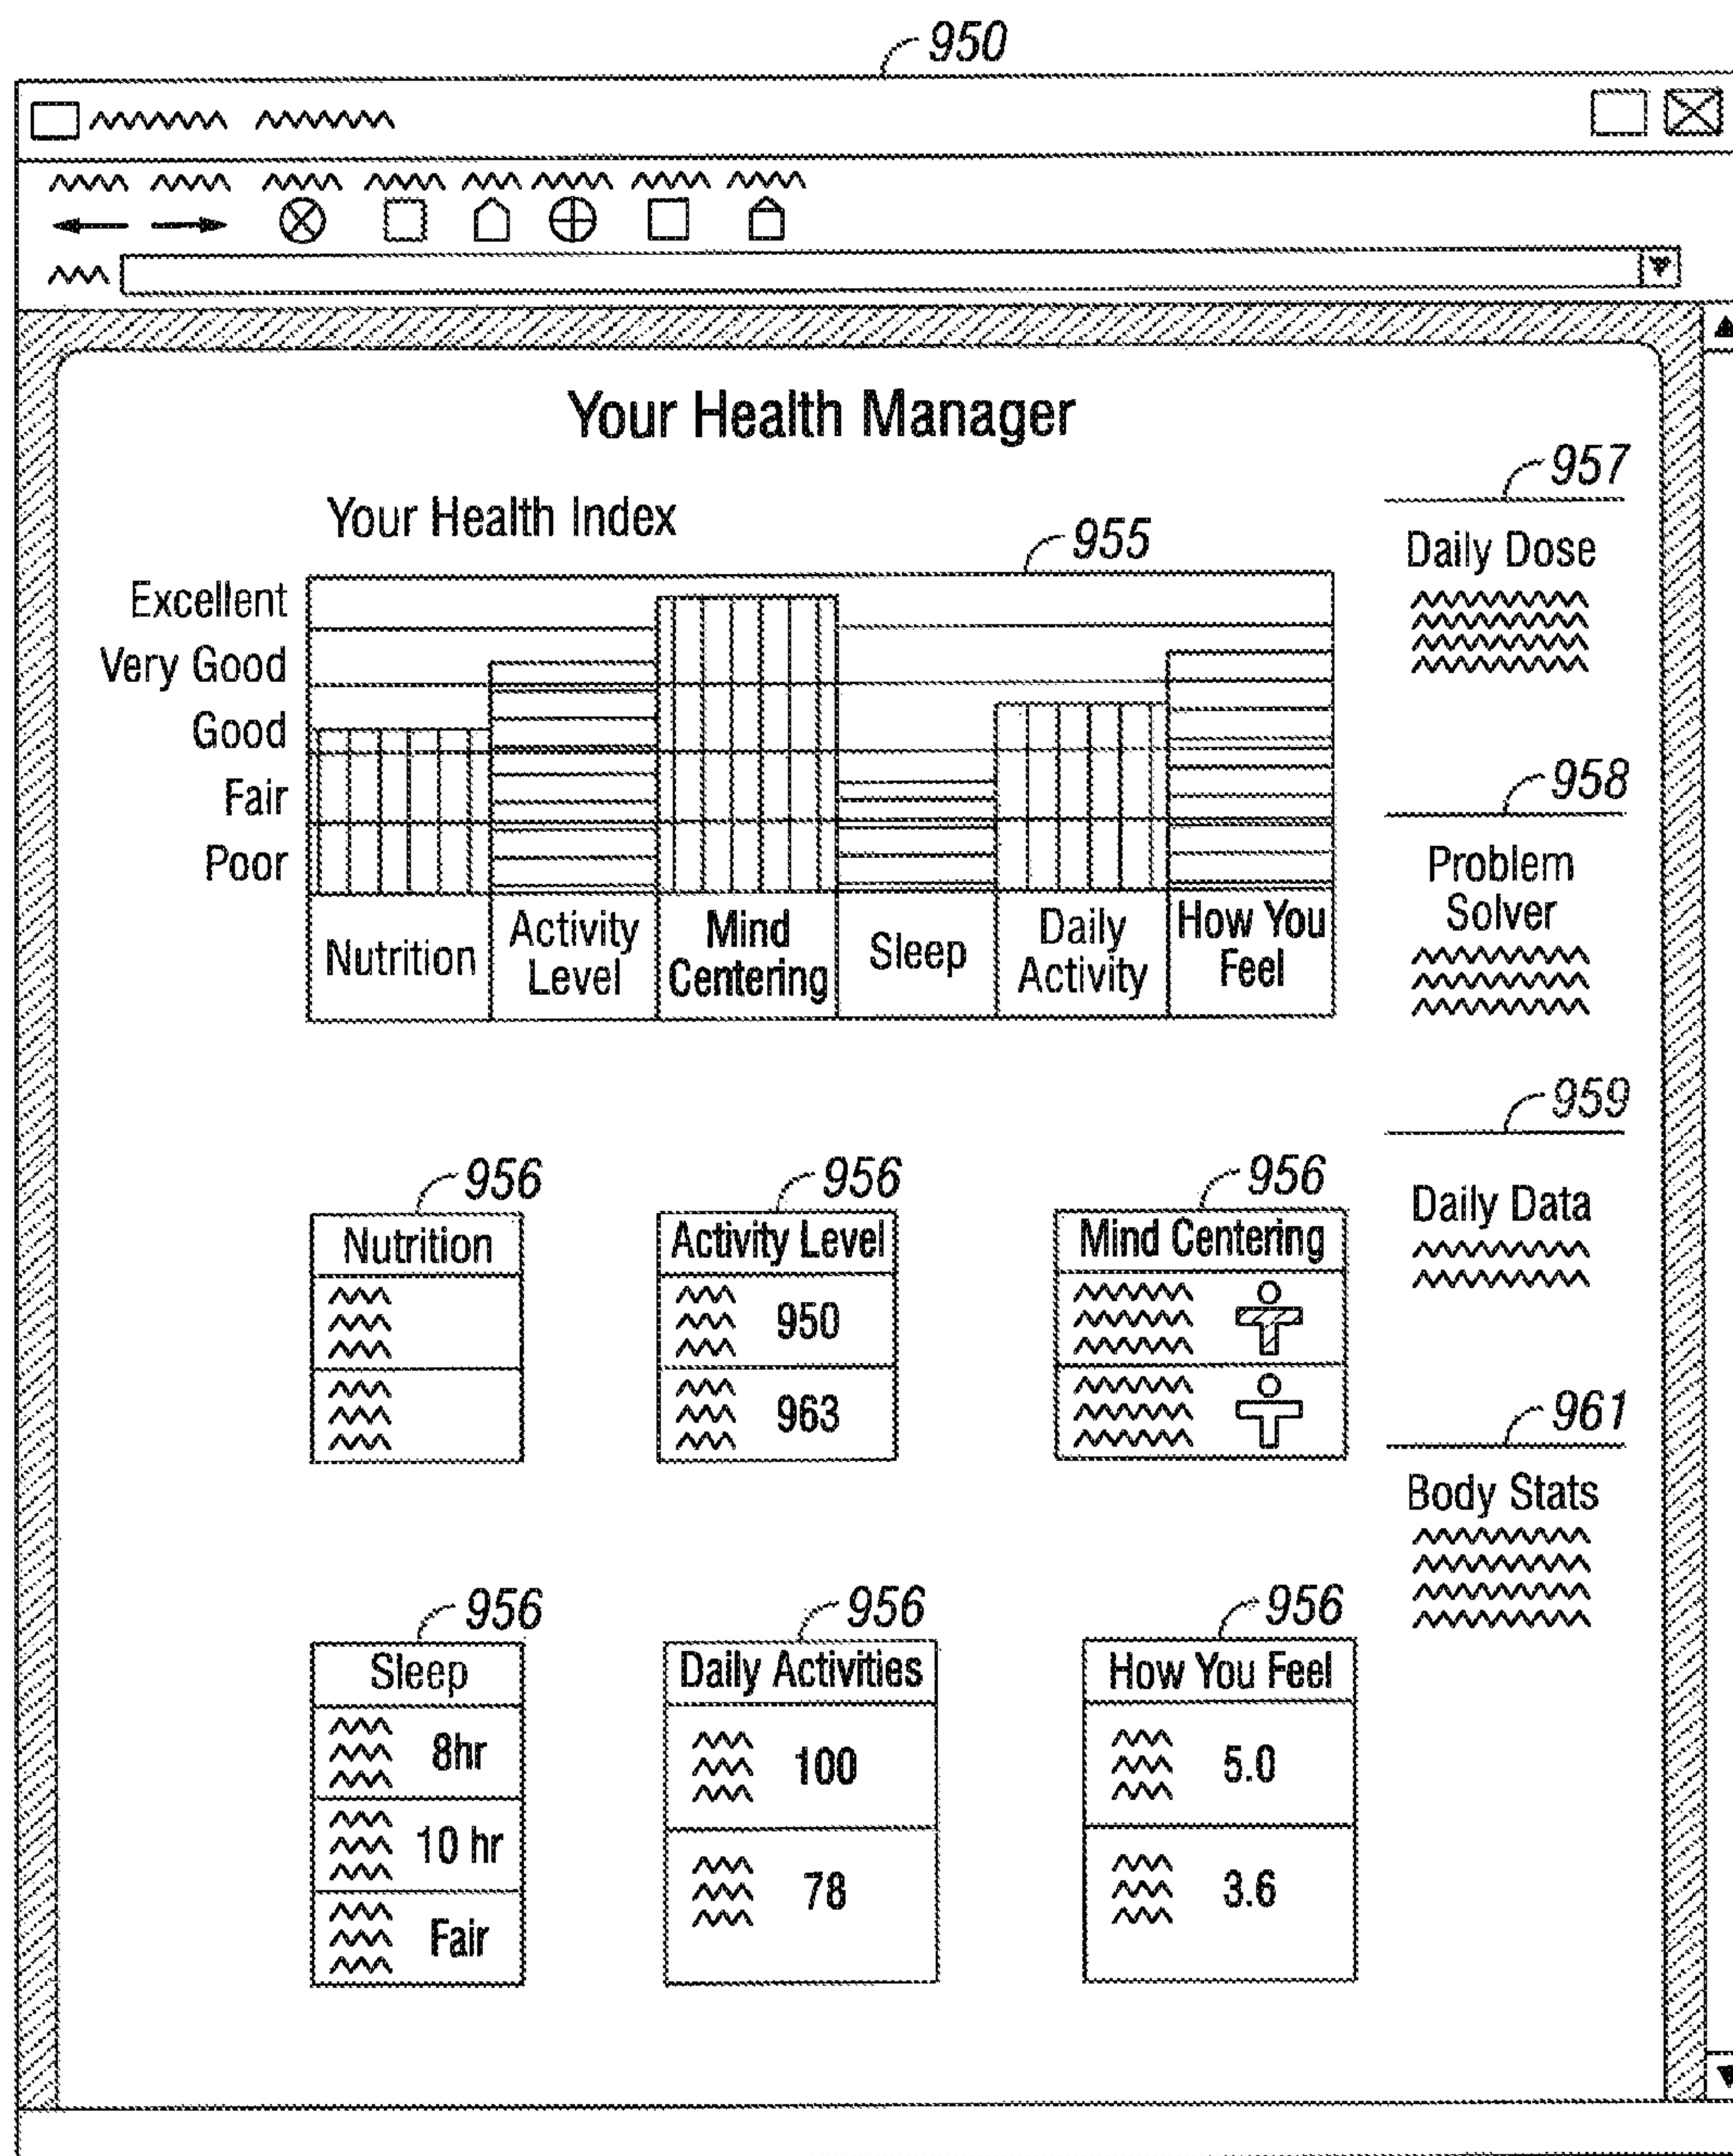 950
Your Health Manager
957
Your Health Index
955
Daily Dose
Excellent
Very Good
Good
Fair
Poor
958
Problem
Solver
Nutrition
Activity
Level
Mind
Centering
Sleep
Daily
Activity
How You
Feel
959
Daily Data
956
Nutrition
956
Activity Level
950
963
956
Mind Centering
961
Body Stats
956
Sleep
8hr
10 hr
Fair
956
Daily Activities
100
78
956
How You Feel
5.0
3.6